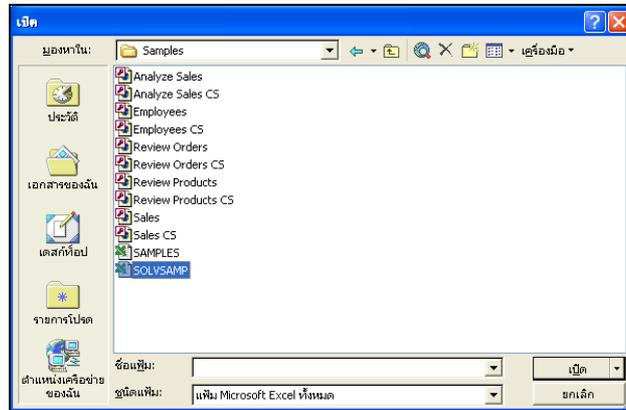 เปิด
มองหาใน: Samples เครื่องมือ
ประวัติ
เอกสารของฉัน
เดสก์ท็อป
รายการโปรด
ตำแหน่งเครือข่าย
ของฉัน
Analyze Sales
Analyze Sales CS
Employees
Employees CS
Review Orders
Review Orders CS
Review Products
Review Products CS
Sales
Sales CS
SAMPLES
SOLVSAMP
ชื่อแฟ้ม: เปิด
ชนิดแฟ้ม: แฟ้ม Microsoft Excel ทั้งหมด ยกเลิก